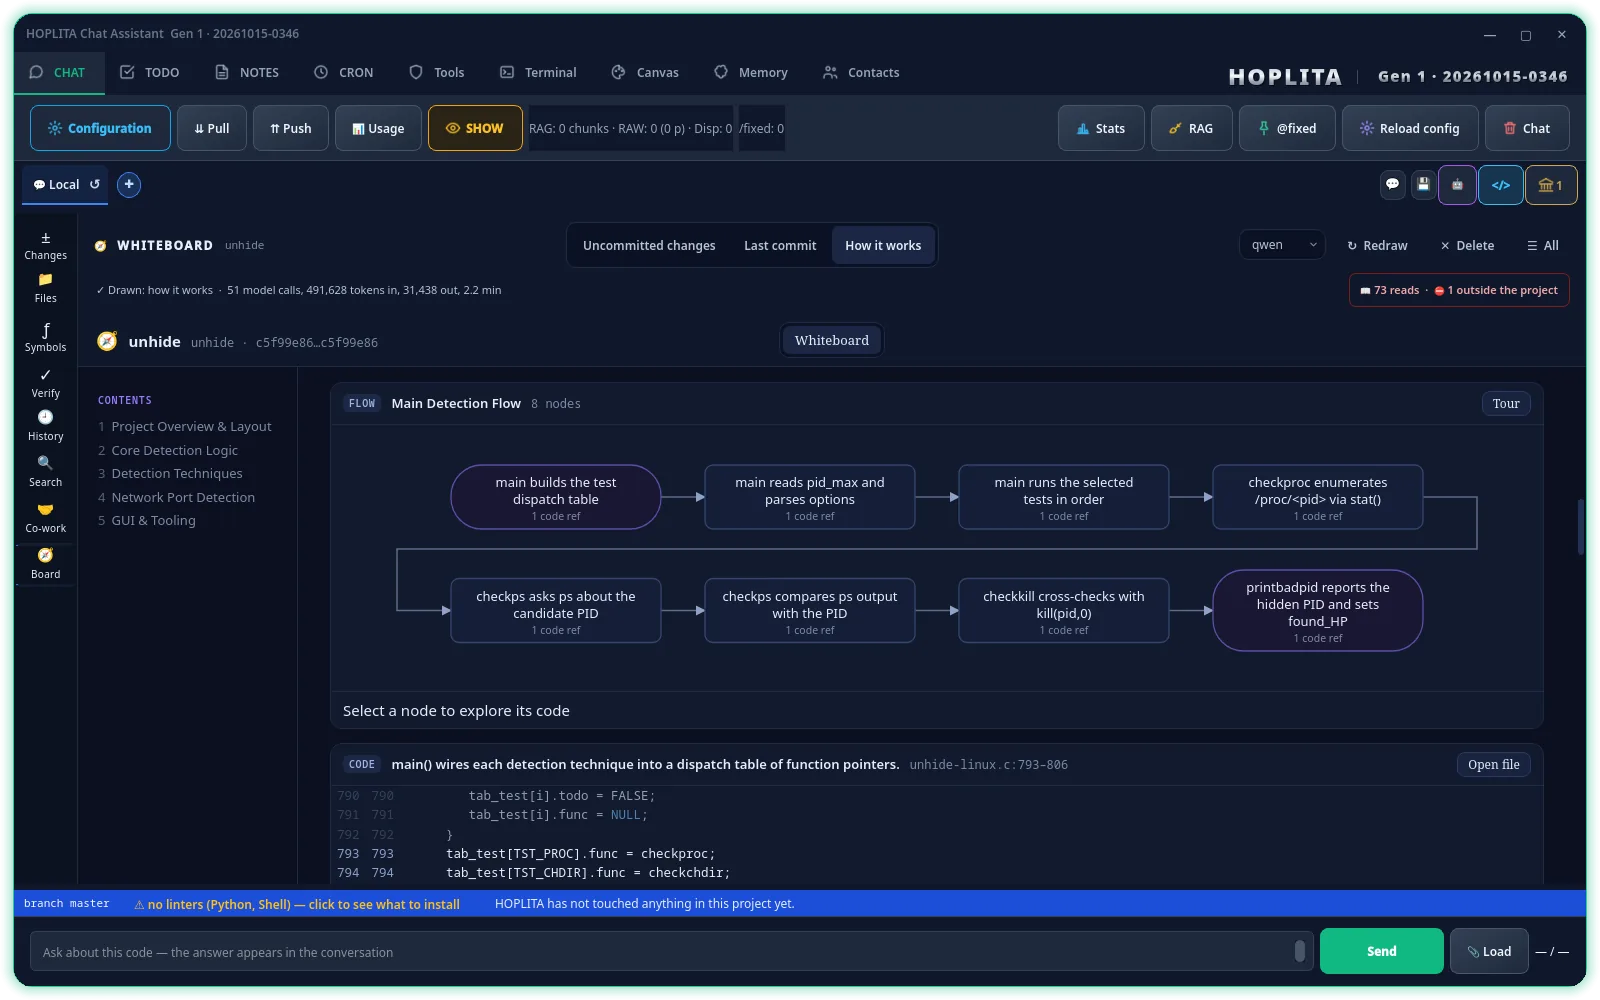 HOPLITA Chat Assistant Gen 1 · 20261015-0346
CHAT
TODO
NOTES
CRON
Tools
Terminal
Canvas
Memory
Contacts
HOPLITA
Gen 1 · 20261015-0346
Configuration
⇊ Pull
⇈ Push
Usage
SHOW
RAG: 0 chunks · RAW: 0 (0 p) · Disp: 0
/fixed: 0
Stats
RAG
@fixed
Reload config
Chat
Local ↺
+
</>
1
± Changes
Files
ƒ Symbols
✓ Verify
History
Search
Co-work
Board
WHITEBOARD unhide
Uncommitted changes
Last commit
How it works
qwen
↻ Redraw
✕ Delete
☰ All
✓ Drawn: how it works · 51 model calls, 491,628 tokens in, 31,438 out, 2.2 min
73 reads · 1 outside the project
unhide unhide · c5f99e86…c5f99e86
Whiteboard
CONTENTS
1 Project Overview & Layout
2 Core Detection Logic
3 Detection Techniques
4 Network Port Detection
5 GUI & Tooling
FLOW Main Detection Flow 8 nodes
Tour
main builds the test
dispatch table
1 code ref
main reads pid_max and
parses options
1 code ref
main runs the selected
tests in order
1 code ref
checkproc enumerates
/proc/<pid> via stat()
1 code ref
checkps asks ps about the
candidate PID
1 code ref
checkps compares ps output
with the PID
1 code ref
checkkill cross-checks with
kill(pid,0)
1 code ref
printbadpid reports the
hidden PID and sets
found_HP
1 code ref
Select a node to explore its code
CODE main() wires each detection technique into a dispatch table of function pointers. unhide-linux.c:793–806
Open file
790 790 tab_test[i].todo = FALSE;
791 791 tab_test[i].func = NULL;
792 792 }
793 793 tab_test[TST_PROC].func = checkproc;
794 794 tab_test[TST_CHDIR].func = checkchdir;
branch master
⚠ no linters (Python, Shell) — click to see what to install
HOPLITA has not touched anything in this project yet.
Ask about this code — the answer appears in the conversation
Send
Load
— / —